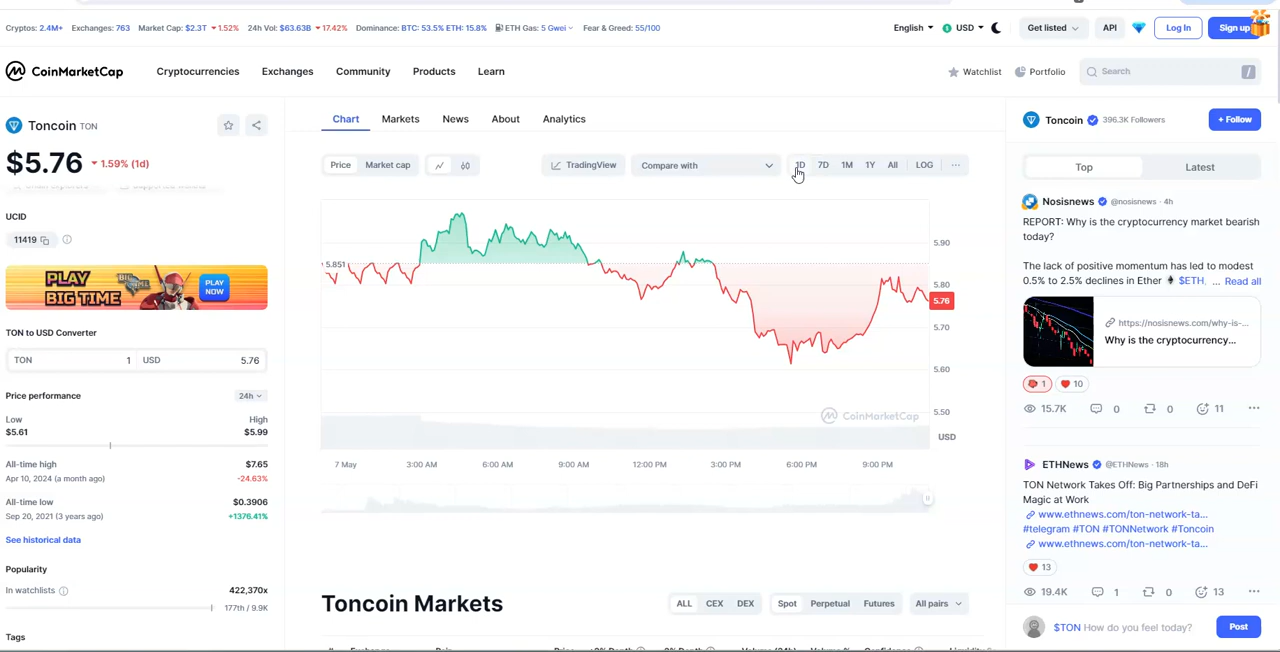 Cryptos: 2.4M+ Exchanges: 763 Market Cap: $2.3T 1.52% 24h Vol: $63.63B 17.42% Dominance: BTC: 53.5% ETH: 15.8% ETH Gas: 5 Gwei Fear & Greed: 55/100 English USD Get listed API Log In Sign up
CoinMarketCap Cryptocurrencies Exchanges Community Products Learn Watchlist Portfolio Search /
Toncoin TON
$5.76 1.59% (1d)
UCID
11419
PLAY BIG TIME BIG TIME PLAY NOW
TON to USD Converter
TON 1 USD 5.76
Price performance 24h
Low High
$5.61 $5.99
All-time high $7.65
Apr 10, 2024 (a month ago) -24.63%
All-time low $0.3906
Sep 20, 2021 (3 years ago) +1376.41%
See historical data
Popularity
In watchlists 422,370x
177th / 9.9K
Tags
Chart Markets News About Analytics
Price Market cap TradingView Compare with 1D 7D 1M 1Y All LOG ...
5.851
5.90
5.80
5.76
5.70
5.60
5.50
CoinMarketCap
USD
7 May 3:00 AM 6:00 AM 9:00 AM 12:00 PM 3:00 PM 6:00 PM 9:00 PM
Toncoin Markets ALL CEX DEX Spot Perpetual Futures All pairs
Toncoin 396.3K Followers + Follow
Top Latest
Nosisnews @nosisnews · 4h
REPORT: Why is the cryptocurrency market bearish
today?
The lack of positive momentum has led to modest
0.5% to 2.5% declines in Ether $ETH, ... Read all
https://nosisnews.com/why-is-...
Why is the cryptocurrency...
1 10
15.7K 0 0 11
ETHNews @ETHNews · 18h
TON Network Takes Off: Big Partnerships and DeFi
Magic at Work
www.ethnews.com/ton-network-ta...
#telegram #TON #TONNetwork #Toncoin
www.ethnews.com/ton-network-ta...
13
19.4K 1 0 13
$TON How do you feel today? Post